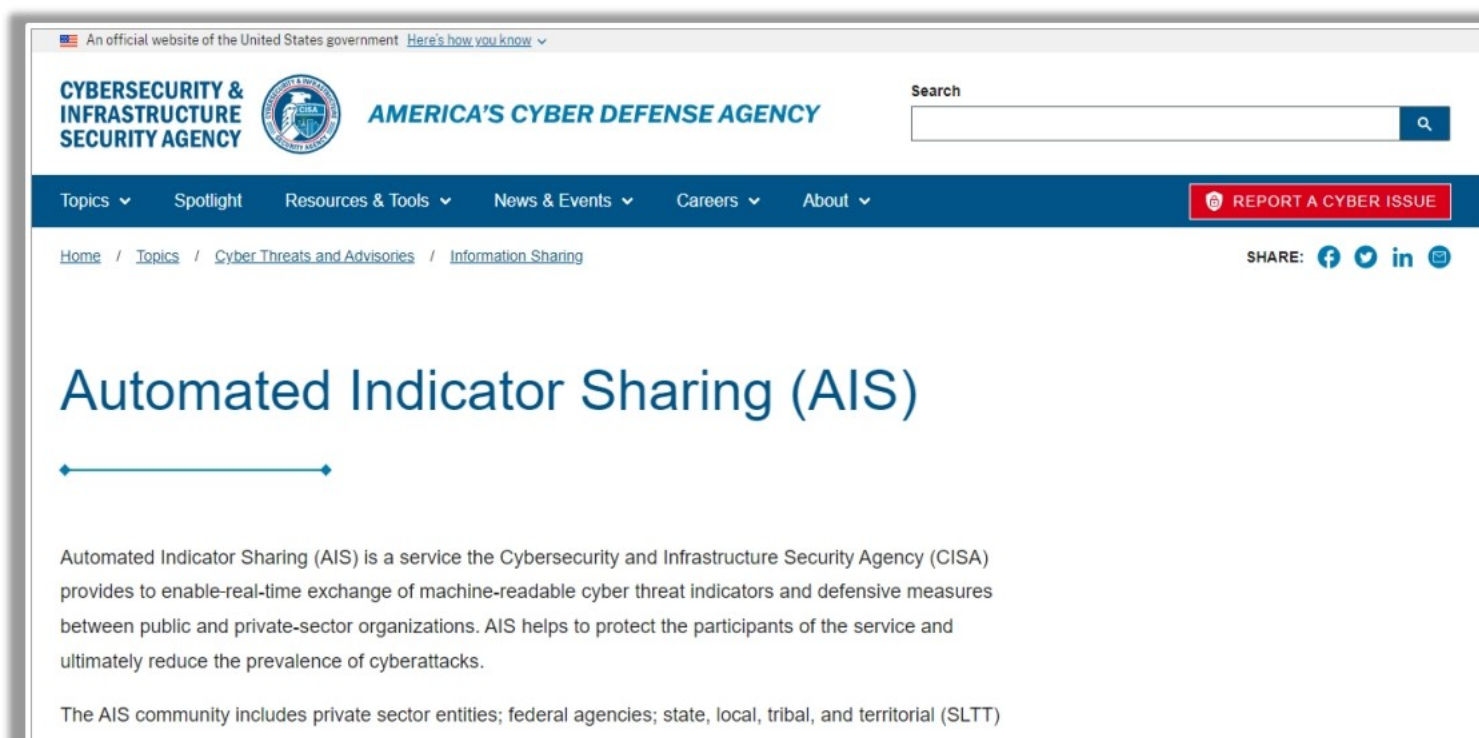 An official website of the United States government Here's how you know
CYBERSECURITY &
INFRASTRUCTURE
SECURITY AGENCY
AMERICA'S CYBER DEFENSE AGENCY
Search
Topics Spotlight Resources & Tools News & Events Careers About REPORT A CYBER ISSUE
Home / Topics / Cyber Threats and Advisories / Information Sharing SHARE:
Automated Indicator Sharing (AIS)
Automated Indicator Sharing (AIS) is a service the Cybersecurity and Infrastructure Security Agency (CISA)
provides to enable-real-time exchange of machine-readable cyber threat indicators and defensive measures
between public and private-sector organizations. AIS helps to protect the participants of the service and
ultimately reduce the prevalence of cyberattacks.
The AIS community includes private sector entities; federal agencies; state, local, tribal, and territorial (SLTT)